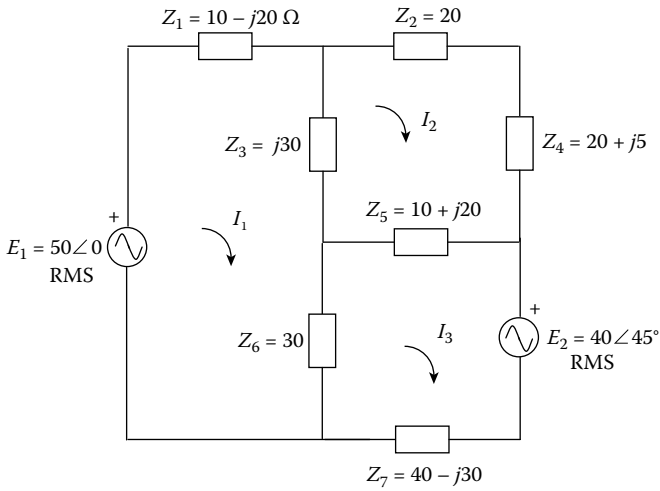 Z1 = 10 – j20 Ω
Z2 = 20
Z3 = j30
I2
Z4 = 20 + j5
Z5 = 10 + j20
+
I1
E1 = 50∠0
RMS
+
Z6 = 30
I3
E2 = 40∠45°
RMS
Z7 = 40 – j30